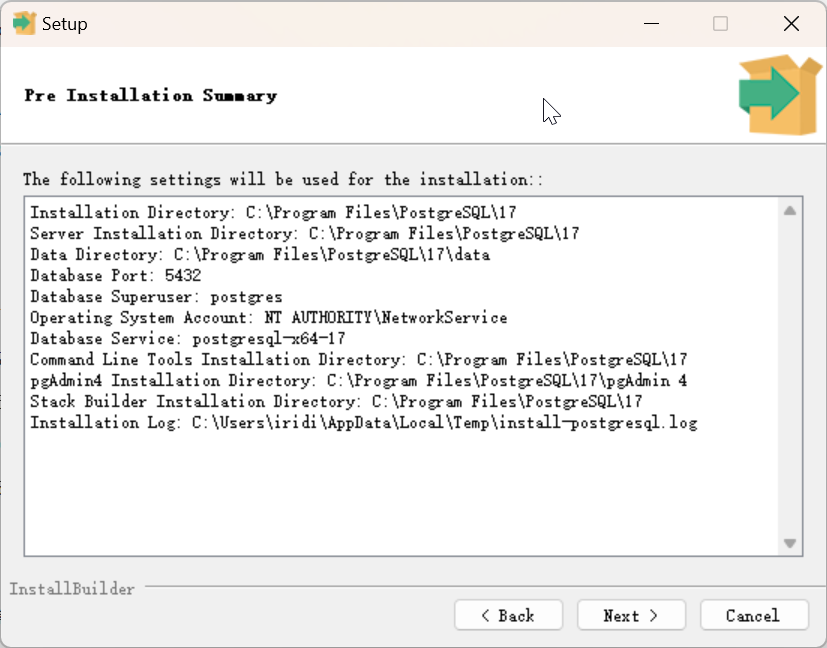 Setup
Pre Installation Summary
The following settings will be used for the installation::
Installation Directory: C:\Program Files\PostgreSQL\17
Server Installation Directory: C:\Program Files\PostgreSQL\17
Data Directory: C:\Program Files\PostgreSQL\17\data
Database Port: 5432
Database Superuser: postgres
Operating System Account: NT AUTHORITY\NetworkService
Database Service: postgresql-x64-17
Command Line Tools Installation Directory: C:\Program Files\PostgreSQL\17
pgAdmin4 Installation Directory: C:\Program Files\PostgreSQL\17\pgAdmin 4
Stack Builder Installation Directory: C:\Program Files\PostgreSQL\17
Installation Log: C:\Users\iridi\AppData\Local\Temp\install-postgresql.log
InstallBuilder
< Back Next > Cancel